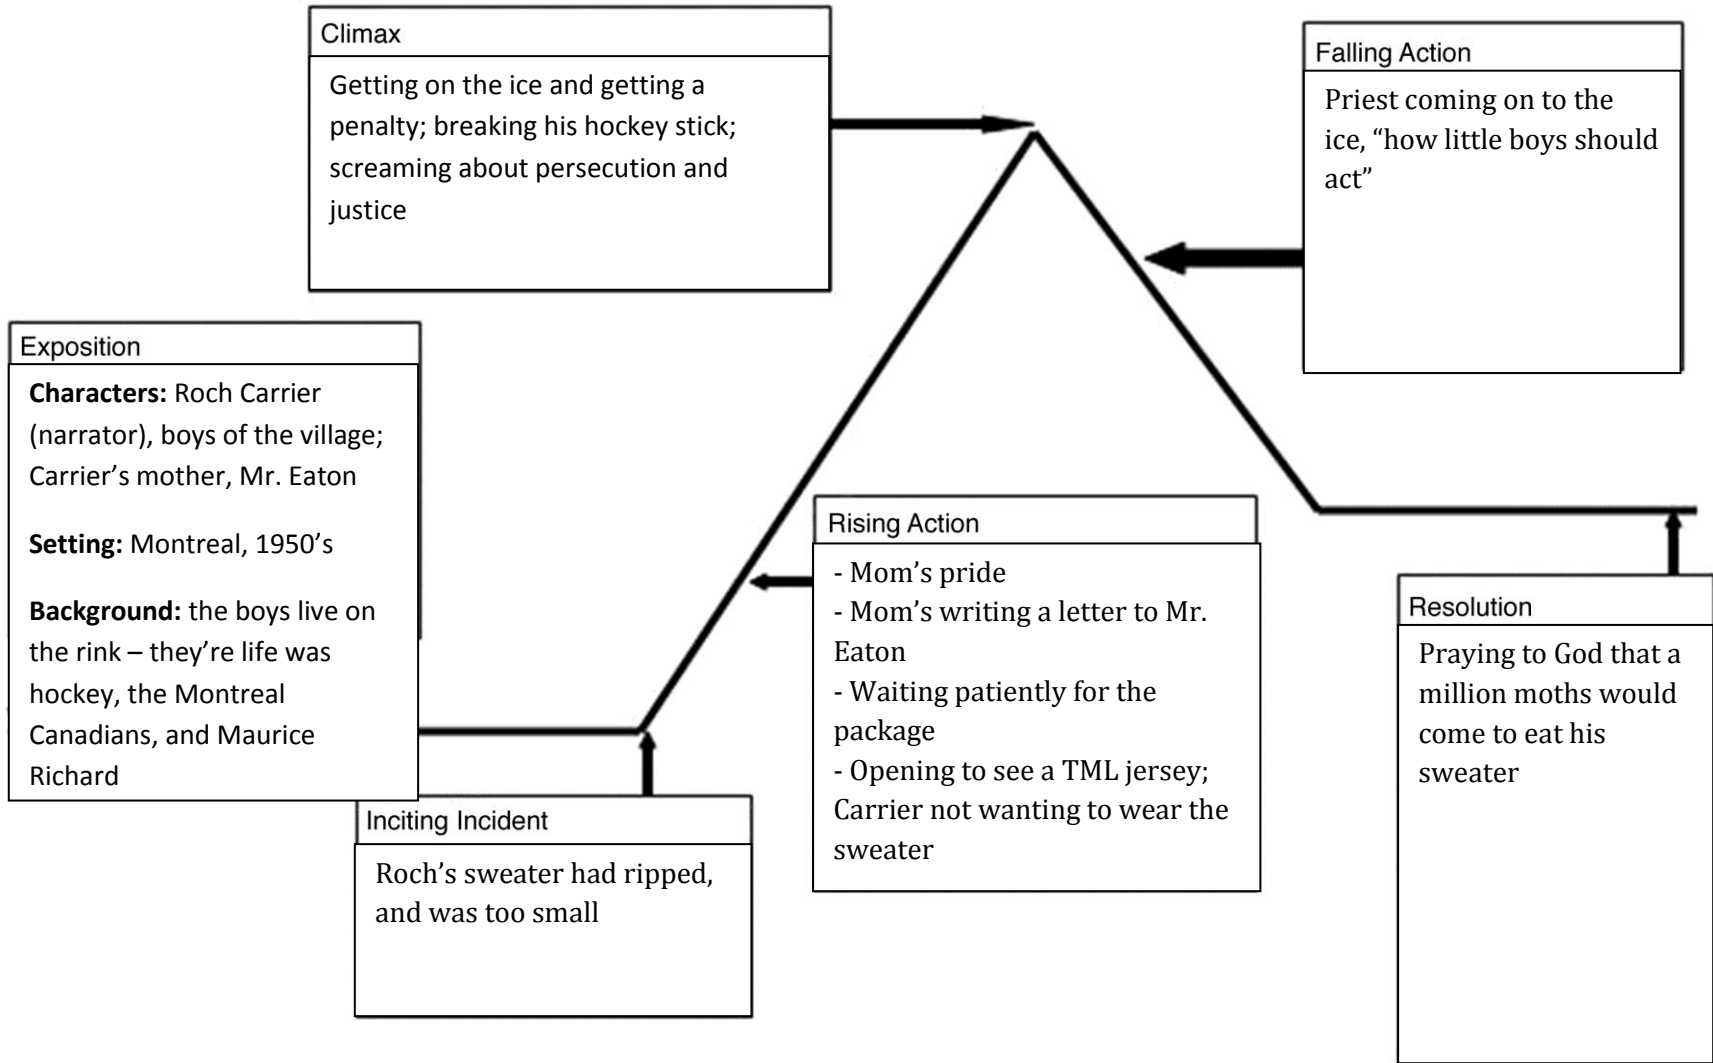 Climax
Getting on the ice and getting a
penalty; breaking his hockey stick;
screaming about persecution and
justice
Falling Action
Priest coming on to the
ice, “how little boys should
act”
Exposition
Characters: Roch Carrier
(narrator), boys of the village;
Carrier’s mother, Mr. Eaton
Setting: Montreal, 1950’s
Background: the boys live on
the rink – they’re life was
hockey, the Montreal
Canadians, and Maurice
Richard
Rising Action
- Mom’s pride
- Mom’s writing a letter to Mr.
Eaton
- Waiting patiently for the
package
- Opening to see a TML jersey;
Carrier not wanting to wear the
sweater
Resolution
Praying to God that a
million moths would
come to eat his
sweater
Inciting Incident
Roch’s sweater had ripped,
and was too small